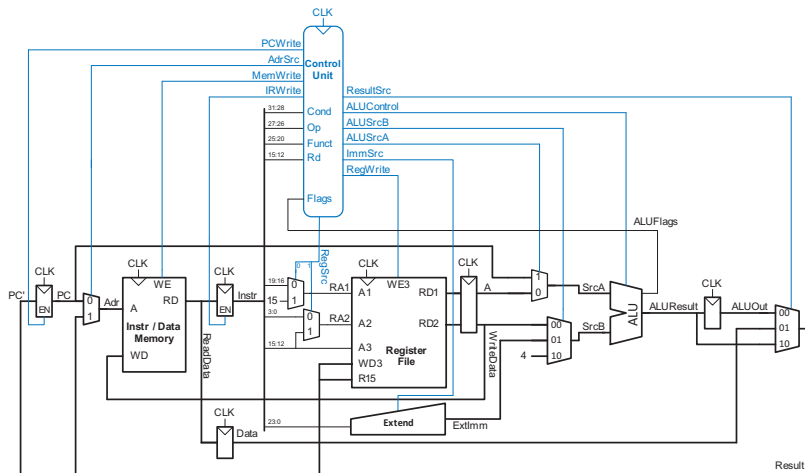 CLK
PCWrite
AdrSrc
MemWrite
IRWrite
Control
Unit
ResultSrc
ALUControl
ALUSrcB
ALUSrcA
ImmSrc
RegWrite
31:28
Cond
27:26
Op
25:20
Funct
15:12
Rd
Flags
ALUFlags
RegSrc
0
1
CLK
CLK
CLK
CLK
CLK
CLK
PC'
PC
EN
0
1
Adr
WE
A
RD
Instr / Data
Memory
WD
EN
Instr
ReadData
19:16
15
0
1
RA1
3:0
0
1
RA2
15:12
A1
A2
A3
WD3
R15
WE3
RD1
RD2
Register
File
A
WriteData
1
0
SrcA
00
01
10
4
SrcB
ALU
ALUResult
ALUOut
00
01
10
23:0
Extend
ExtImm
CLK
Data
Result